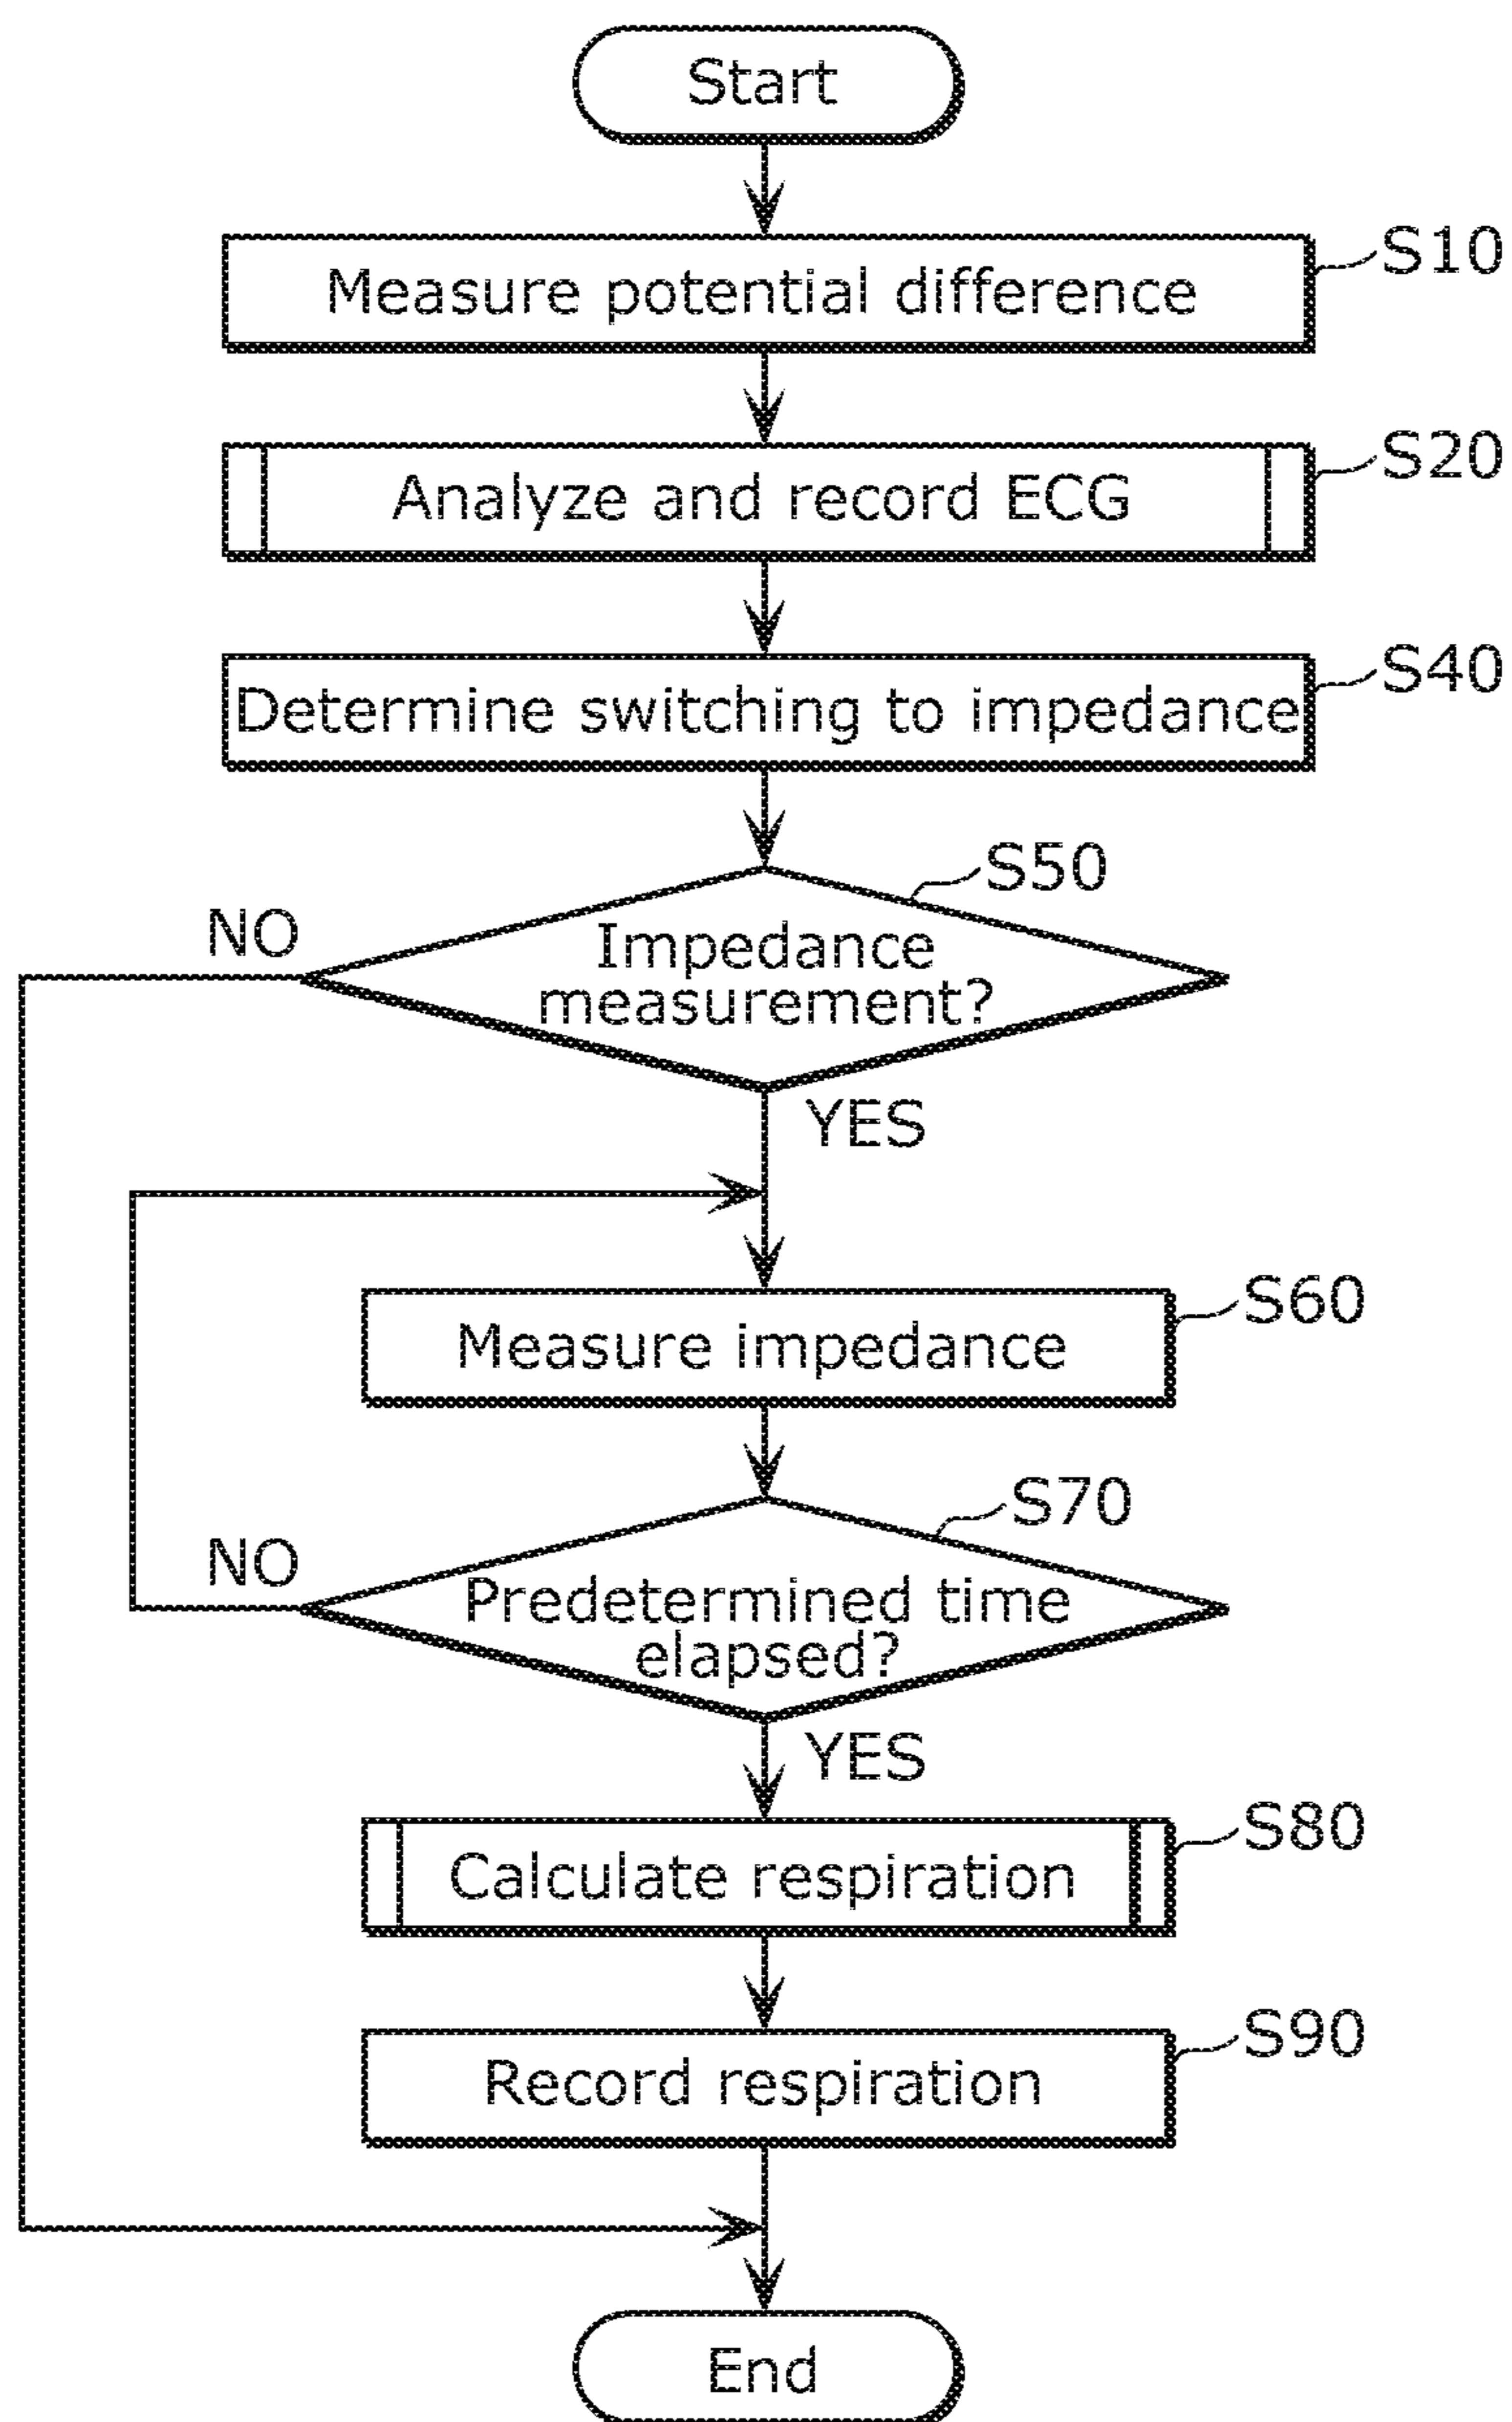 Start
Measure potential difference
S10
Analyze and record ECG
S20
Determine switching to impedance
S40
S50
NO
Impedance
measurement?
YES
Measure impedance
S60
S70
NO
Predetermined time
elapsed?
YES
Calculate respiration
S80
Record respiration
S90
End